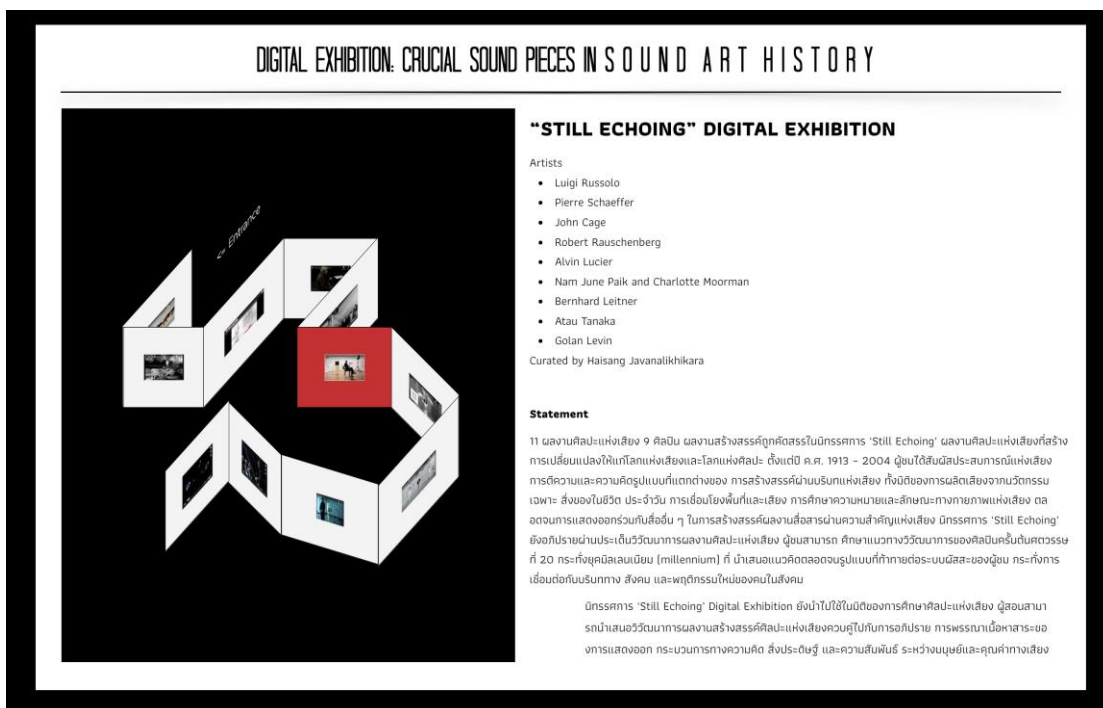 DIGITAL EXHIBITION: CRUCIAL SOUND PIECES IN SOUND ART HISTORY
<= Entrance
“STILL ECHOING” DIGITAL EXHIBITION
Artists
• Luigi Russolo
• Pierre Schaeffer
• John Cage
• Robert Rauschenberg
• Alvin Lucier
• Nam June Paik and Charlotte Moorman
• Bernhard Leitner
• Atau Tanaka
• Golan Levin
Curated by Haisang Javanalikhikara
Statement
11 ผลงานศิลปะแห่งเสียง 9 ศิลปิน ผลงานสร้างสรรค์ถูกคัดสรรในนิทรรศการ ‘Still Echoing’ ผลงานศิลปะแห่งเสียงที่สร้าง
การเปลี่ยนแปลงให้แก่โลกแห่งเสียงและโลกแห่งศิลปะ ตั้งแต่ปี ค.ศ. 1913 – 2004 ผู้ชมได้สัมผัสประสบการณ์แห่งเสียง
การตีความและความคิดรูปแบบที่แตกต่างของ การสร้างสรรค์ผ่านบริบทแห่งเสียง ทั้งมิติของการผลิตเสียงจากนวัตกรรม
เฉพาะ สิ่งของในชีวิต ประจำวัน การเชื่อมโยงพื้นที่และเสียง การศึกษาความหมายและลักษณะทางกายภาพแห่งเสียง ตล
อดจนการแสดงออกร่วมกับสื่ออื่น ๆ ในการสร้างสรรค์ผลงานสื่อสารผ่านความสำคัญแห่งเสียง นิทรรศการ ‘Still Echoing’
ยังอภิปรายผ่านประเด็นวิวัฒนาการผลงานศิลปะแห่งเสียง ผู้ชมสามารถ ศึกษาแนวทางวิวัฒนาการของศิลปินครั้นต้นศตวรรษ
ที่ 20 กระทั่งยุคมิลเลนเนียม (millennium) ที่ นำเสนอแนวคิดตลอดจนรูปแบบที่ท้าทายต่อระบบผัสสะของผู้ชม กระทั่งการ
เชื่อมต่อกับบริบททาง สังคม และพฤติกรรมใหม่ของคนในสังคม
นิทรรศการ ‘Still Echoing’ Digital Exhibition ยังนำไปใช้ในมิติของการศึกษาศิลปะแห่งเสียง ผู้สอนสามา
รถนำเสนอวิวัฒนาการผลงานสร้างสรรค์ศิลปะแห่งเสียงควบคู่ไปกับการอภิปราย การพรรณาเนื้อหาสาระขอ
งการแสดงออก กระบวนการทางความคิด สิ่งประดิษฐ์ และความสัมพันธ์ ระหว่างมนุษย์และคุณค่าทางเสียง